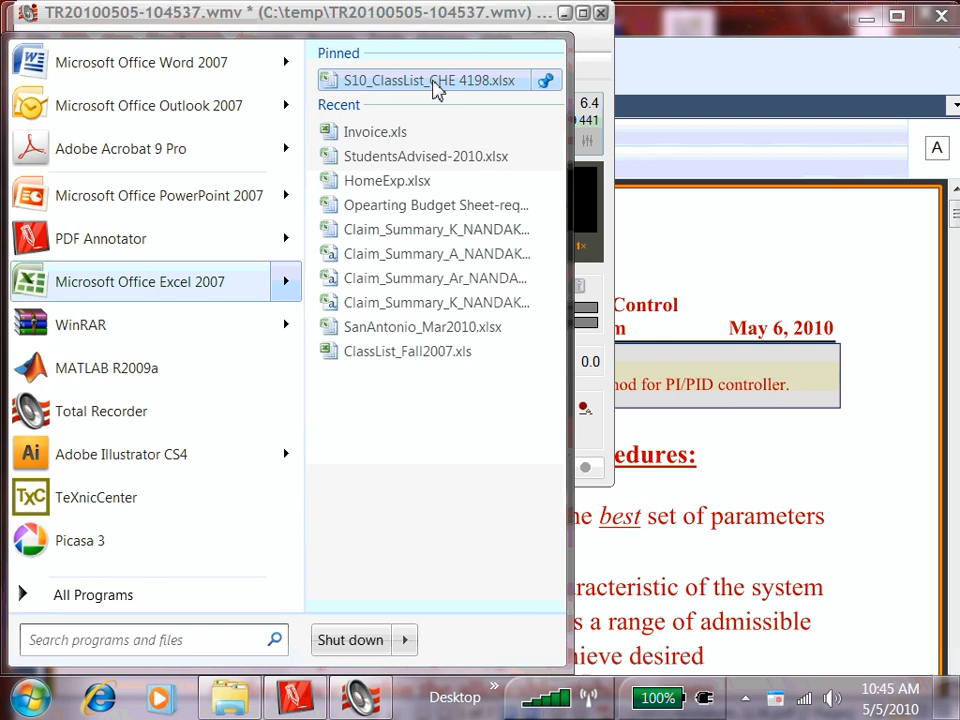 TR20100505-104537.wmv * (C:\temp\TR20100505-104537.wmv) ...
Microsoft Office Word 2007
Microsoft Office Outlook 2007
Adobe Acrobat 9 Pro
Microsoft Office PowerPoint 2007
PDF Annotator
Microsoft Office Excel 2007
WinRAR
MATLAB R2009a
Total Recorder
Adobe Illustrator CS4
TeXnicCenter
Picasa 3
All Programs
Search programs and files
Shut down
Pinned
S10_ClassList_CHE 4198.xlsx
Recent
Invoice.xls
StudentsAdvised-2010.xlsx
HomeExp.xlsx
Opearting Budget Sheet-req...
Claim_Summary_K_NANDAK...
Claim_Summary_A_NANDAK...
Claim_Summary_Ar_NANDA...
Claim_Summary_K_NANDAK...
SanAntonio_Mar2010.xlsx
ClassList_Fall2007.xls
6.4
441
1x
0.0
A
Control
m May 6, 2010
nod for PI/PID controller.
edures:
he best set of parameters
racteristic of the system
s a range of admissible
hieve desired
Desktop
100%
10:45 AM
5/5/2010